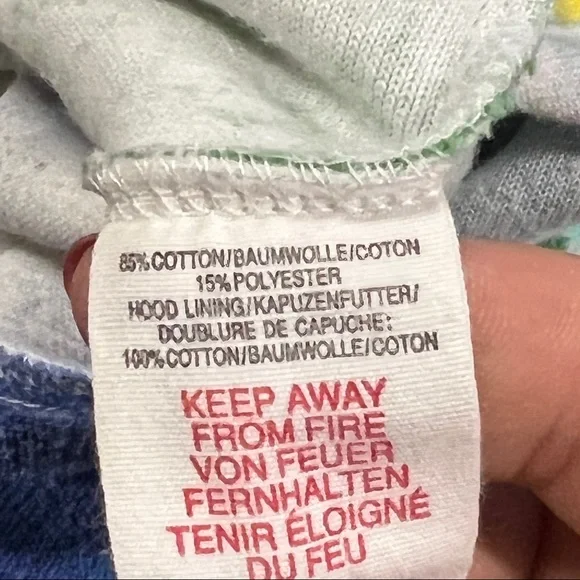 85% COTTON/BAUMWOLLE/COTON
15% POLYESTER
HOOD LINING/KAPUZENFUTTER/
DOUBLURE DE CAPUCHE:
100% COTTON/BAUMWOLLE/COTON
KEEP AWAY
FROM FIRE
VON FEUER
FERNHALTEN
TENIR ÉLOIGNÉ
DU FEU